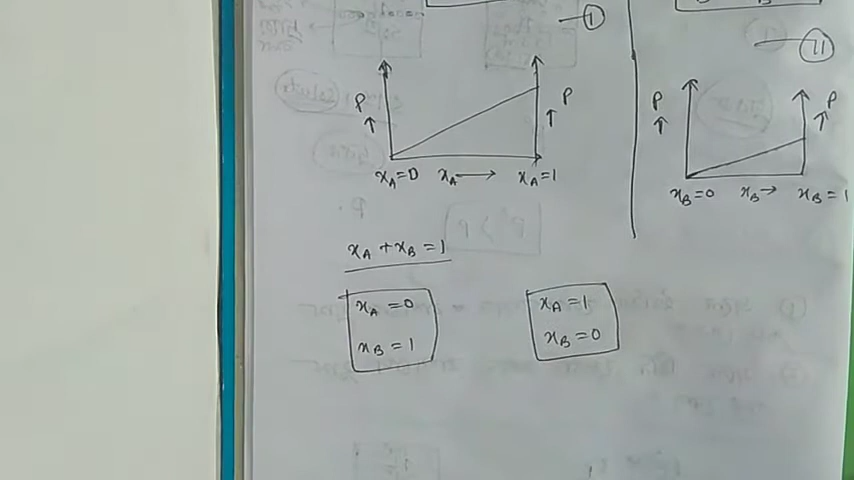 I
II
P
P
P
P
x_A=0 x_A→ x_A=1
x_B=0 x_B→ x_B=1
x_A + x_B = 1
x_A = 0
x_B = 1
x_A = 1
x_B = 0